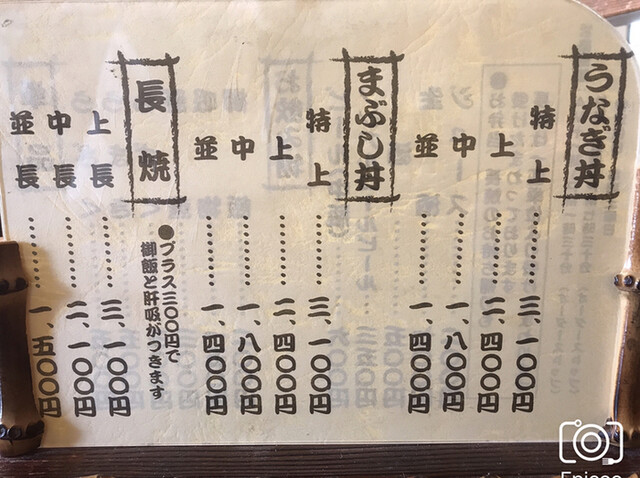 うなぎ丼
特上…………三、一〇〇円
上…………二、四〇〇円
中…………一、八〇〇円
並…………一、四〇〇円
まぶし丼
特上…………三、一〇〇円
上…………二、四〇〇円
中…………一、八〇〇円
並…………一、四〇〇円
長焼
●プラス三〇〇円で
御飯と肝吸がつきます
上長…………三、一〇〇円
中長…………二、一〇〇円
並長…………一、五〇〇円